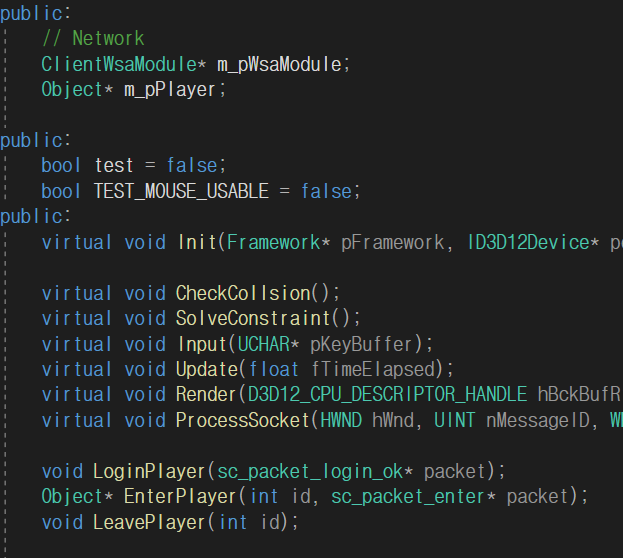 public:
// Network
ClientWsaModule* m_pWsaModule;
Object* m_pPlayer;
public:
bool test = false;
bool TEST_MOUSE_USABLE = false;
public:
virtual void Init(Framework* pFramework, ID3D12Device* p
virtual void CheckCollsion();
virtual void SolveConstraint();
virtual void Input(UCHAR* pKeyBuffer);
virtual void Update(float fTimeElapsed);
virtual void Render(D3D12_CPU_DESCRIPTOR_HANDLE hBckBufR
virtual void ProcessSocket(HWND hWnd, UINT nMessageID, W
void LoginPlayer(sc_packet_login_ok* packet);
Object* EnterPlayer(int id, sc_packet_enter* packet);
void LeavePlayer(int id);